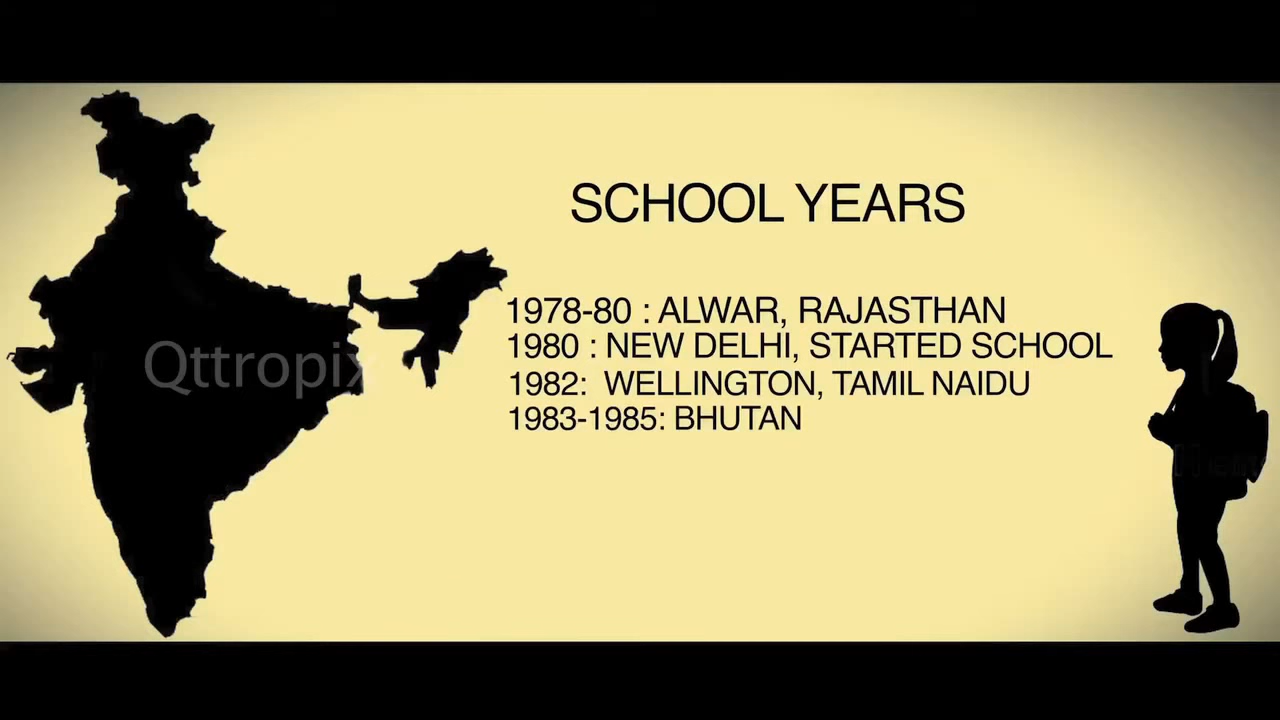 SCHOOL YEARS
1978-80 : ALWAR, RAJASTHAN
1980 : NEW DELHI, STARTED SCHOOL
1982: WELLINGTON, TAMIL NAIDU
1983-1985: BHUTAN
Qttropix